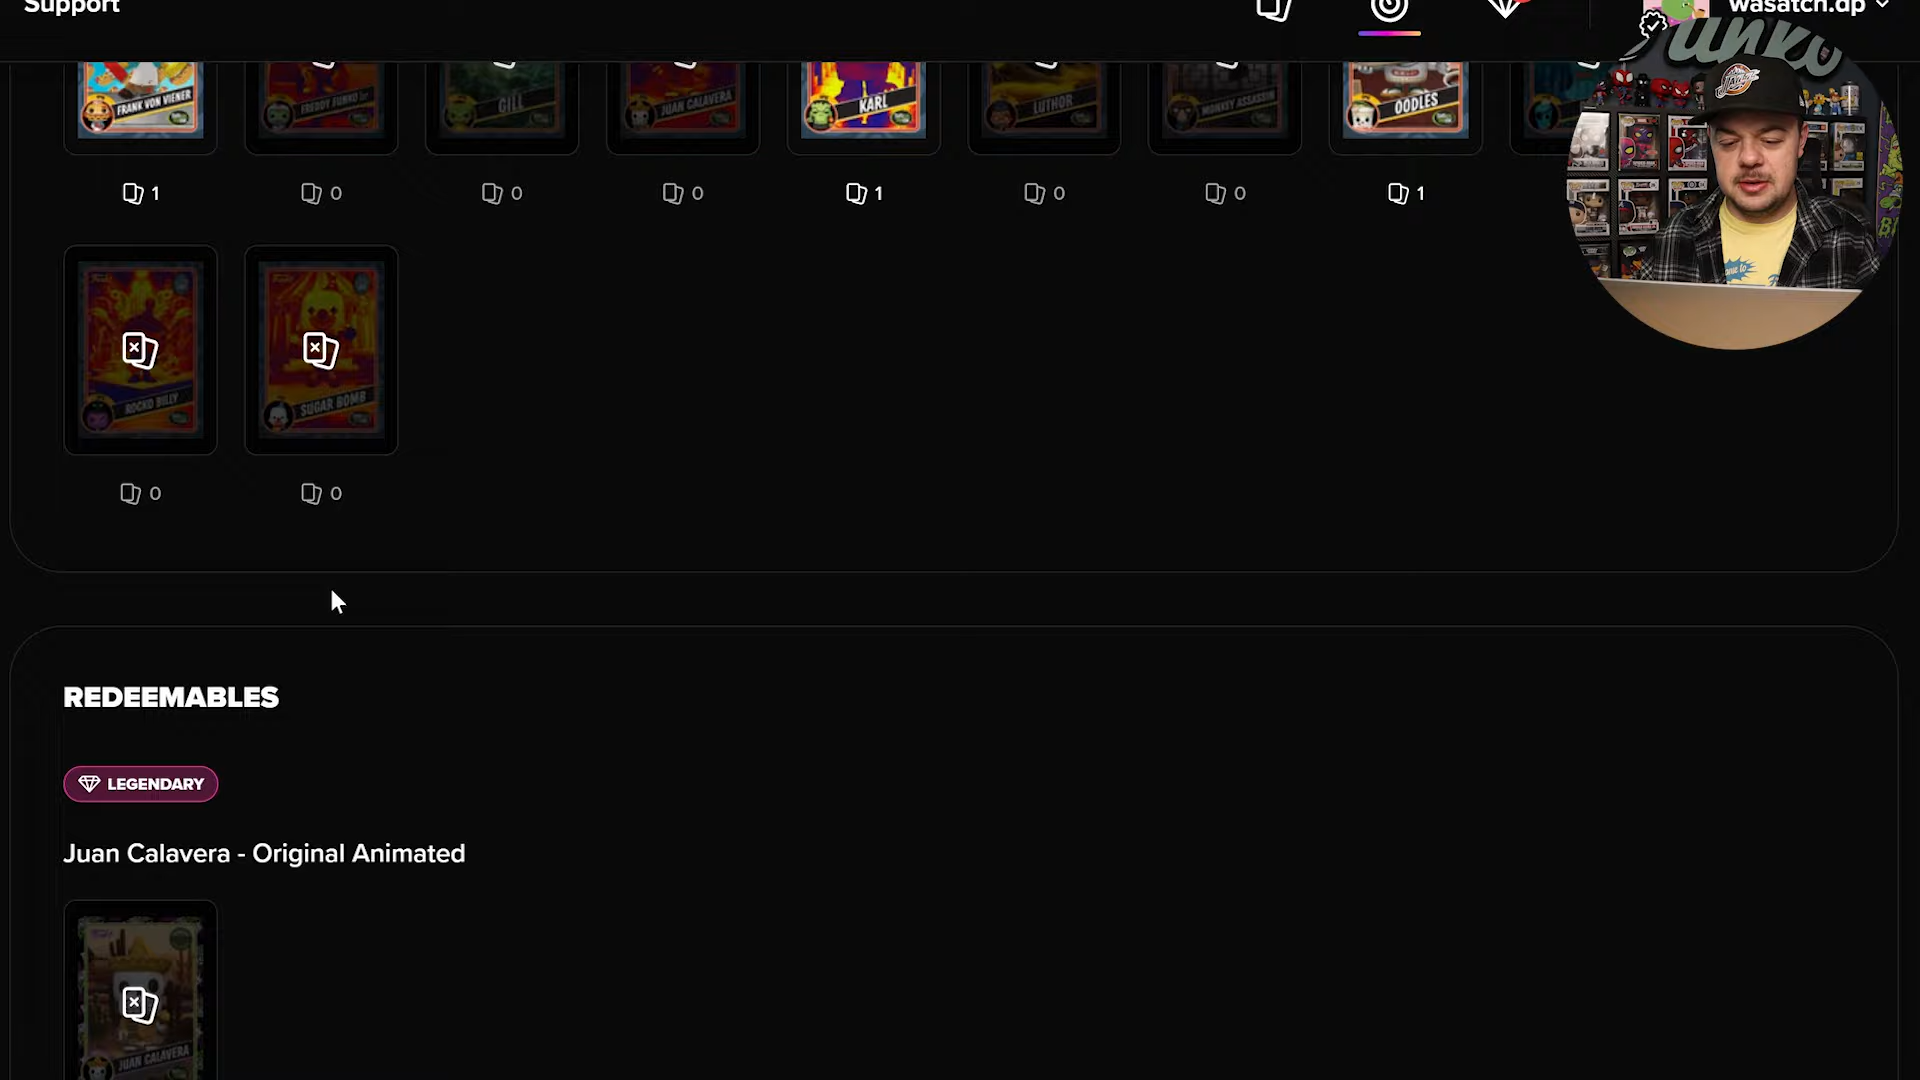 Support
wasatch.dp
Funko
FRANK VON VIENER
FREDDY FUNKO
GILL
JUAN CALAVERA
KARL
LUTHOR
MONKEY ASSASSIN
OODLES
1
0
0
0
1
0
0
1
ROCKO BILLY
SUGAR BOMB
0
0
REDEEMABLES
LEGENDARY
Juan Calavera - Original Animated
JUAN CALAVERA